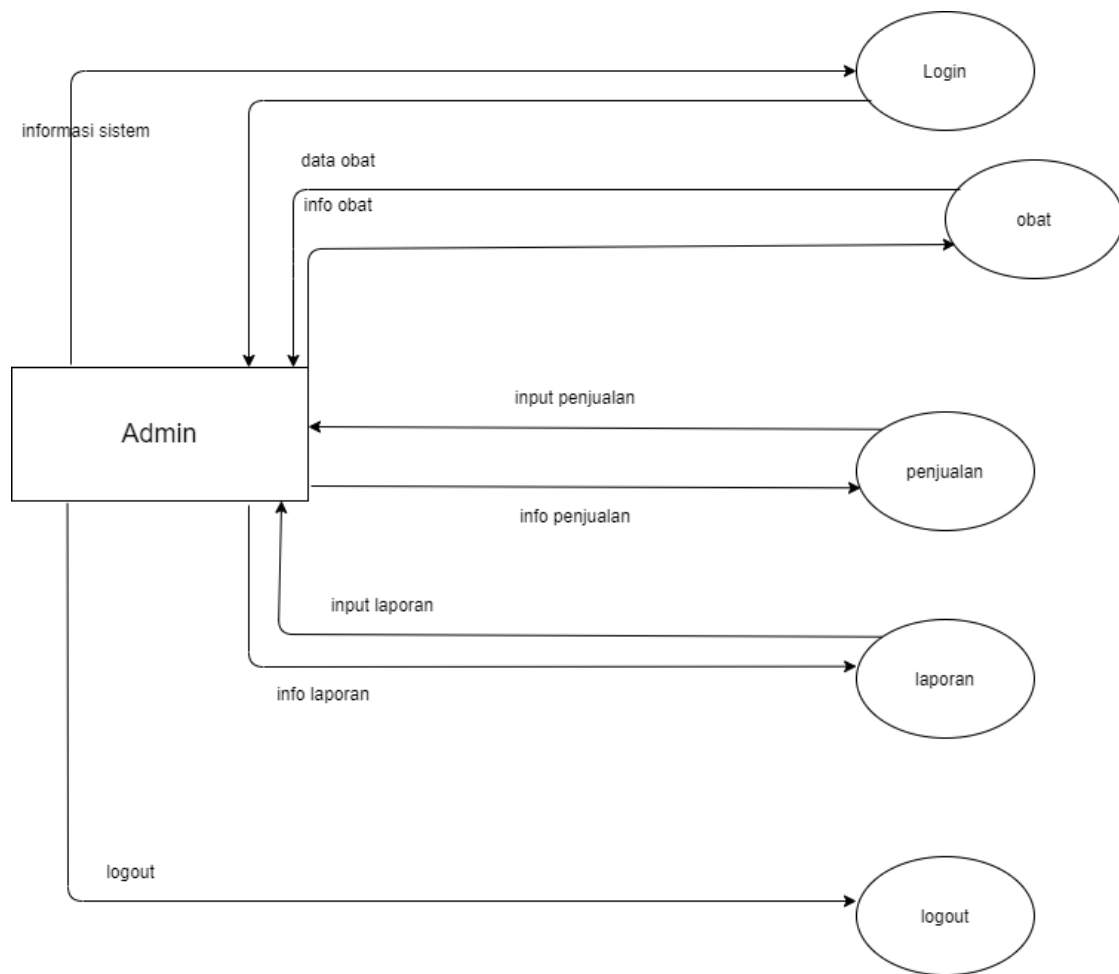 Login
informasi sistem
data obat
info obat
obat
input penjualan
Admin
penjualan
info penjualan
input laporan
laporan
info laporan
logout
logout